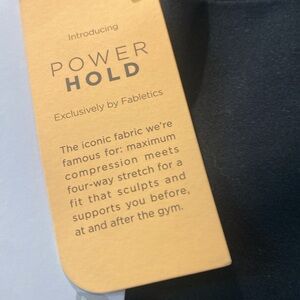 Introducing
POWER
HOLD
Exclusively by Fabletics
The iconic fabric we're
famous for: maximum
compression meets
four-way stretch for a
fit that sculpts and
supports you before,
at and after the gym.